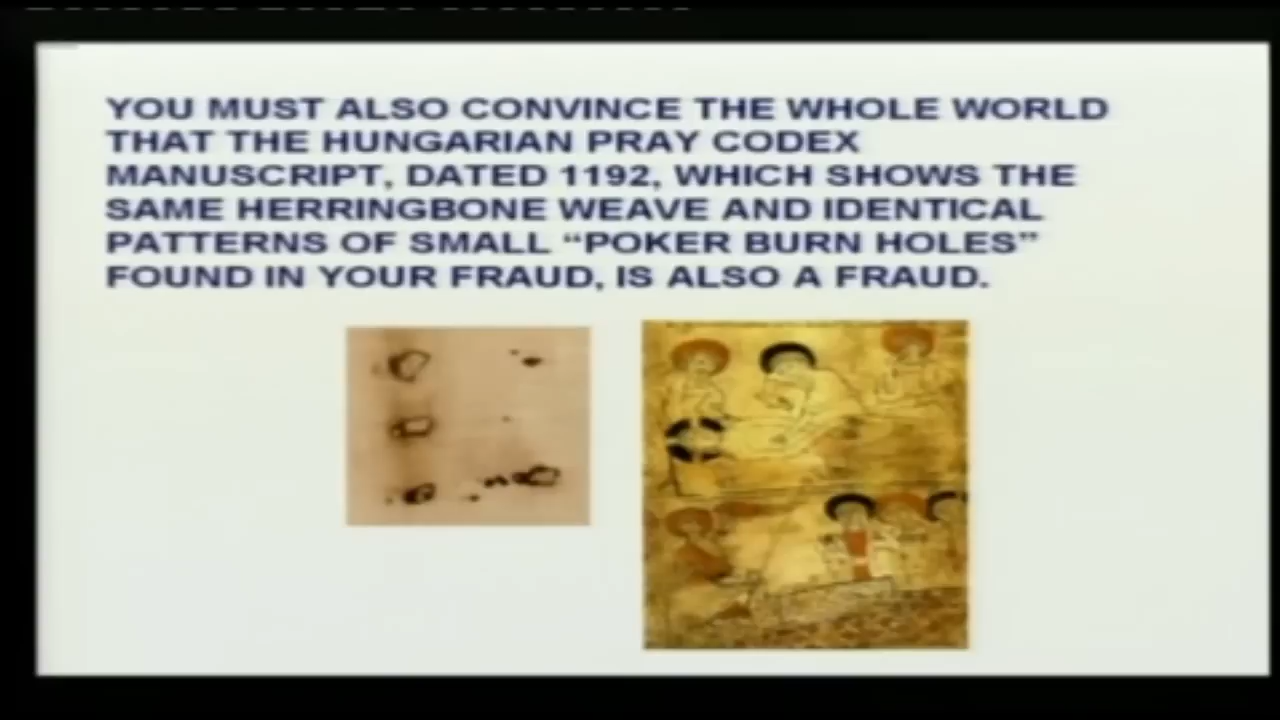 YOU MUST ALSO CONVINCE THE WHOLE WORLD
THAT THE HUNGARIAN PRAY CODEX
MANUSCRIPT, DATED 1192, WHICH SHOWS THE
SAME HERRINGBONE WEAVE AND IDENTICAL
PATTERNS OF SMALL “POKER BURN HOLES”
FOUND IN YOUR FRAUD, IS ALSO A FRAUD.